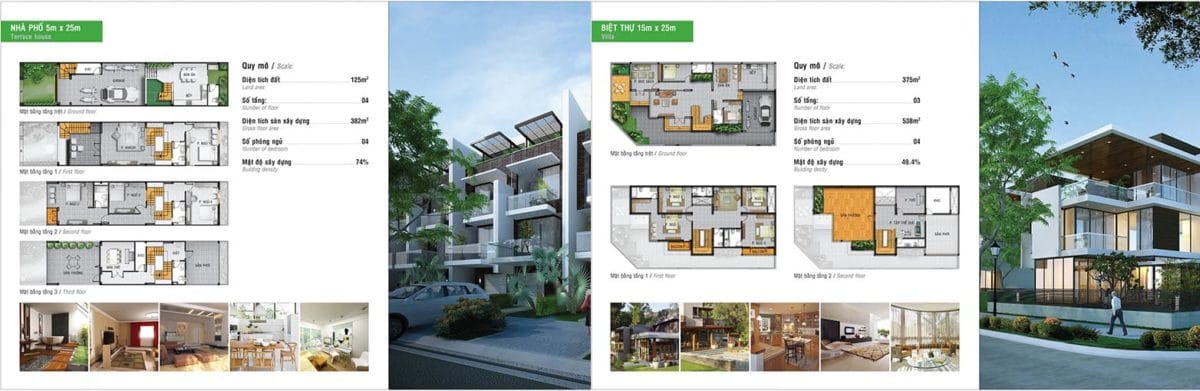 NHÀ PHỐ 5m x 25m
Terrace house
Mặt bằng tầng trệt / Ground floor
Mặt bằng tầng 1 / First floor
Mặt bằng tầng 2 / Second floor
Mặt bằng tầng 3 / Third floor
Quy mô / Scale:
Diện tích đất 125m²
Land area
Số tầng: 04
Number of floor
Diện tích sàn xây dựng 382m²
Gross floor area
Số phòng ngủ 04
Number of bedroom
Mật độ xây dựng 74%
Building density
BIỆT THỰ 15m x 25m
Villa
Mặt bằng tầng trệt / Ground floor
Mặt bằng tầng 1 / First floor
Quy mô / Scale:
Diện tích đất 375m²
Land area
Số tầng: 03
Number of floor
Diện tích sàn xây dựng 538m²
Gross floor area
Số phòng ngủ 04
Number of bedroom
Mật độ xây dựng 49.4%
Building desity
SÂN THƯỢNG
KHO
SÂN PHƠI
Mặt bằng tầng 2 / Second floor